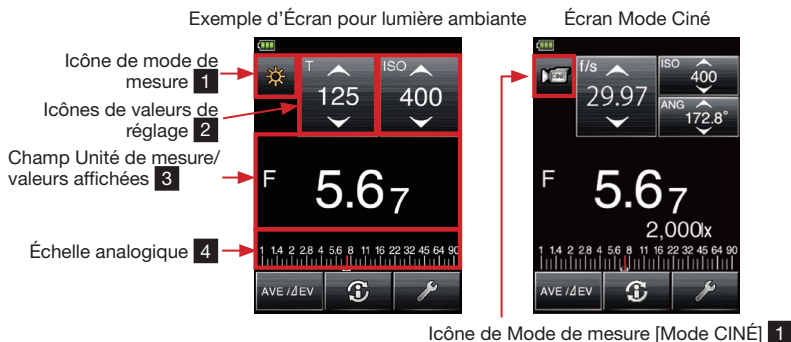 Exemple d'Écran pour lumière ambiante
Écran Mode Ciné
Icône de mode de
mesure 1
Icônes de valeurs de
réglage 2
Champ Unité de mesure/
valeurs affichées 3
Échelle analogique 4
T
125
ISO
400
F
5.67
1 1.4 2 2.8 4 5.6 8 11 16 22 32 45 64 90
AVE/⊿EV
f/s
29.97
ISO
400
ANG
172.8°
F
5.67
2,000lx
1 1.4 2 2.8 4 5.6 8 11 16 22 32 45 64 90
AVE/⊿EV
Icône de Mode de mesure [Mode CINÉ] 1